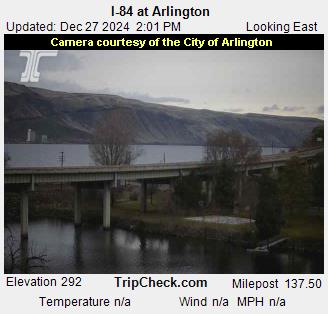 I-84 at Arlington
Updated: Dec 27 2024 2:01 PM Looking East
Camera courtesy of the City of Arlington
Elevation 292 TripCheck.com Milepost 137.50
Temperature n/a Wind n/a MPH n/a